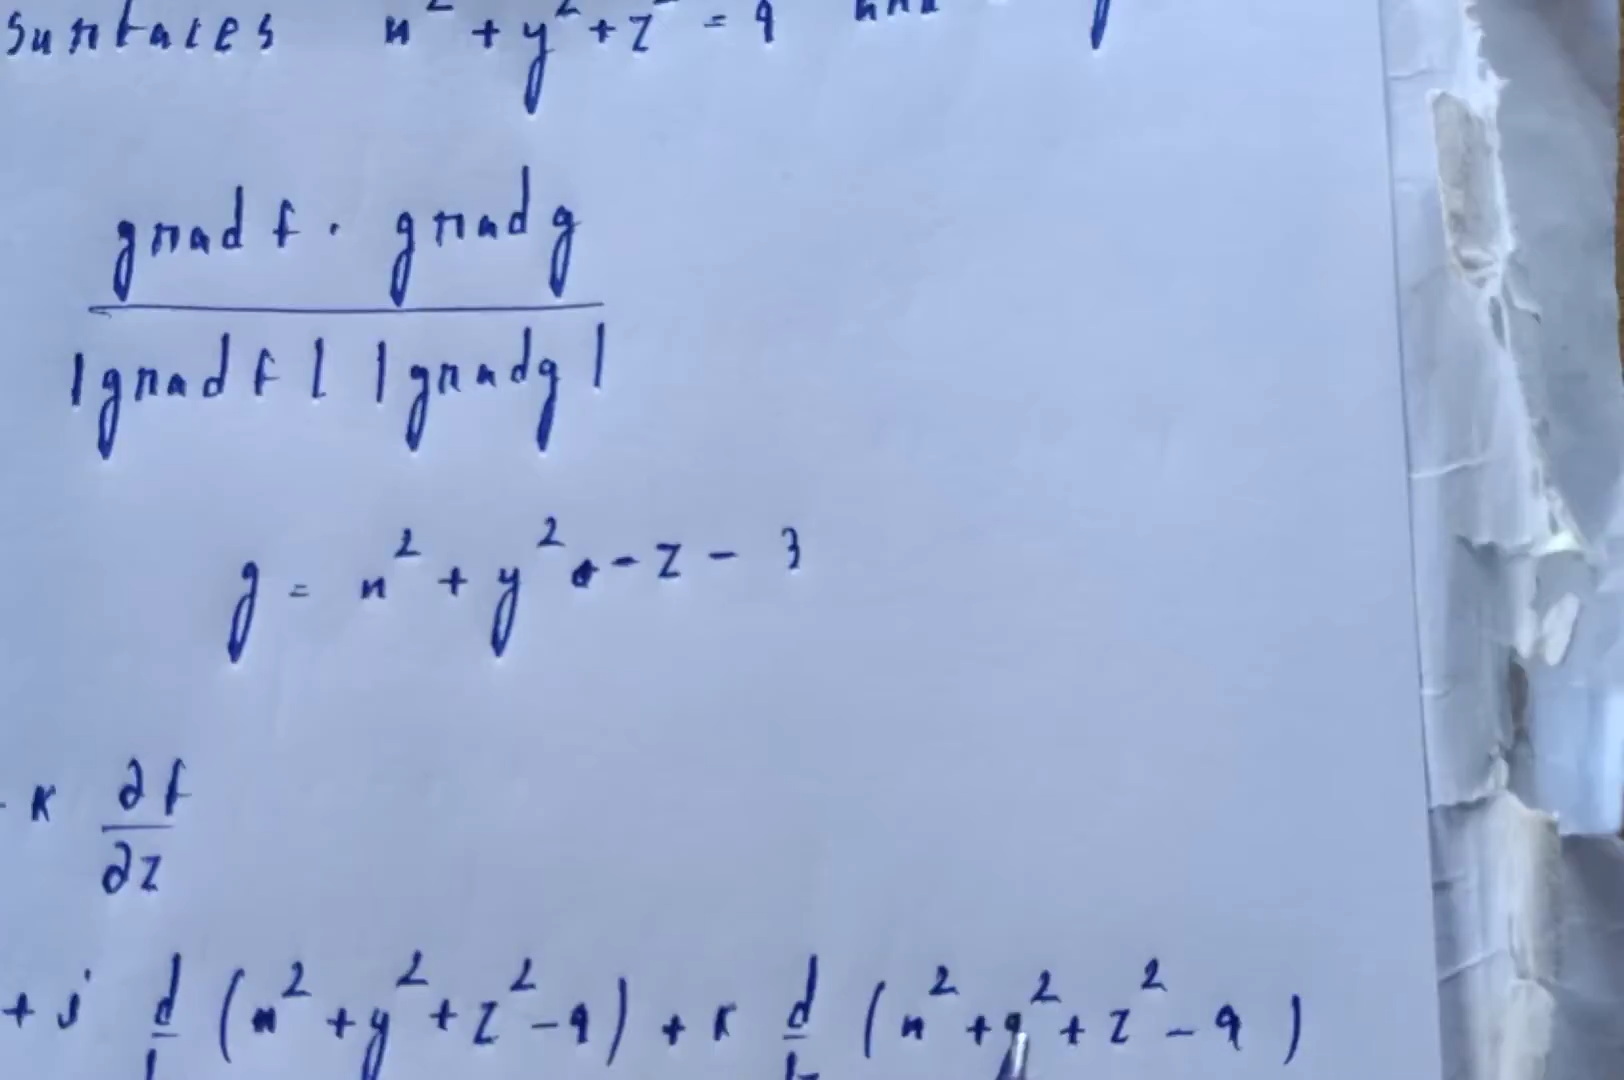 surfaces x² + y² + z² = 9 and
grad f · grad g
|grad f| |grad g|
g = x² + y² - z - 3
k ∂f
∂z
+ j d (x² + y² + z² - 9) + k d (x² + y² + z² - 9)